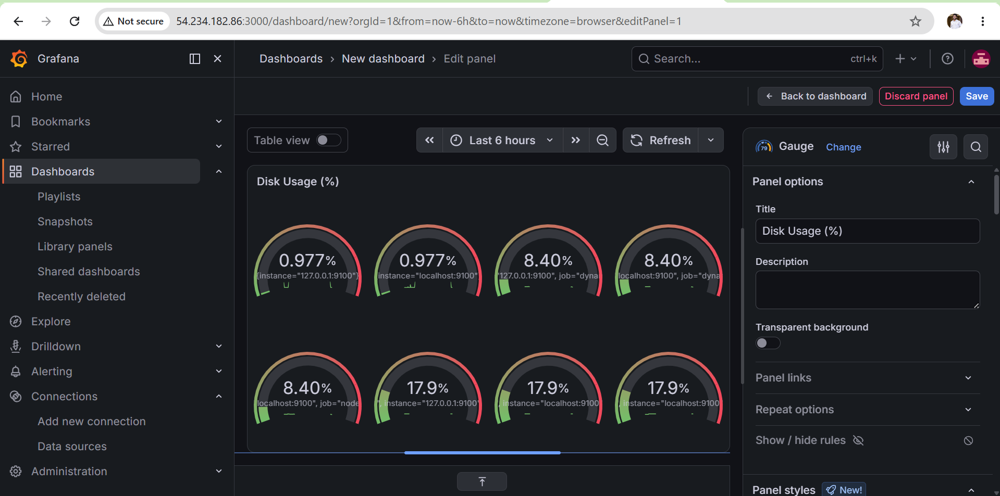 Not secure
54.234.182.86:3000/dashboard/new?orgId=1&from=now-6h&to=now&timezone=browser&editPanel=1
Grafana
Dashboards › New dashboard › Edit panel
Search...
ctrl+k
Home
Bookmarks
Starred
Dashboards
Playlists
Snapshots
Library panels
Shared dashboards
Recently deleted
Explore
Drilldown
Alerting
Connections
Add new connection
Data sources
Administration
Back to dashboard
Discard panel
Save
Table view
Last 6 hours
Refresh
Disk Usage (%)
0.977%
{instance="127.0.0.1:9100"}
0.977%
instance="localhost:9100"
8.40%
"127.0.0.1:9100", job="dyna
8.40%
localhost:9100", job="dyna
8.40%
localhost:9100", job="node
17.9%
", instance="127.0.0.1:9100"
17.9%
, instance="localhost:9100
17.9%
, instance="localhost:9100
79
Gauge
Change
Panel options
Title
Disk Usage (%)
Description
Transparent background
Panel links
Repeat options
Show / hide rules
Panel styles
New!